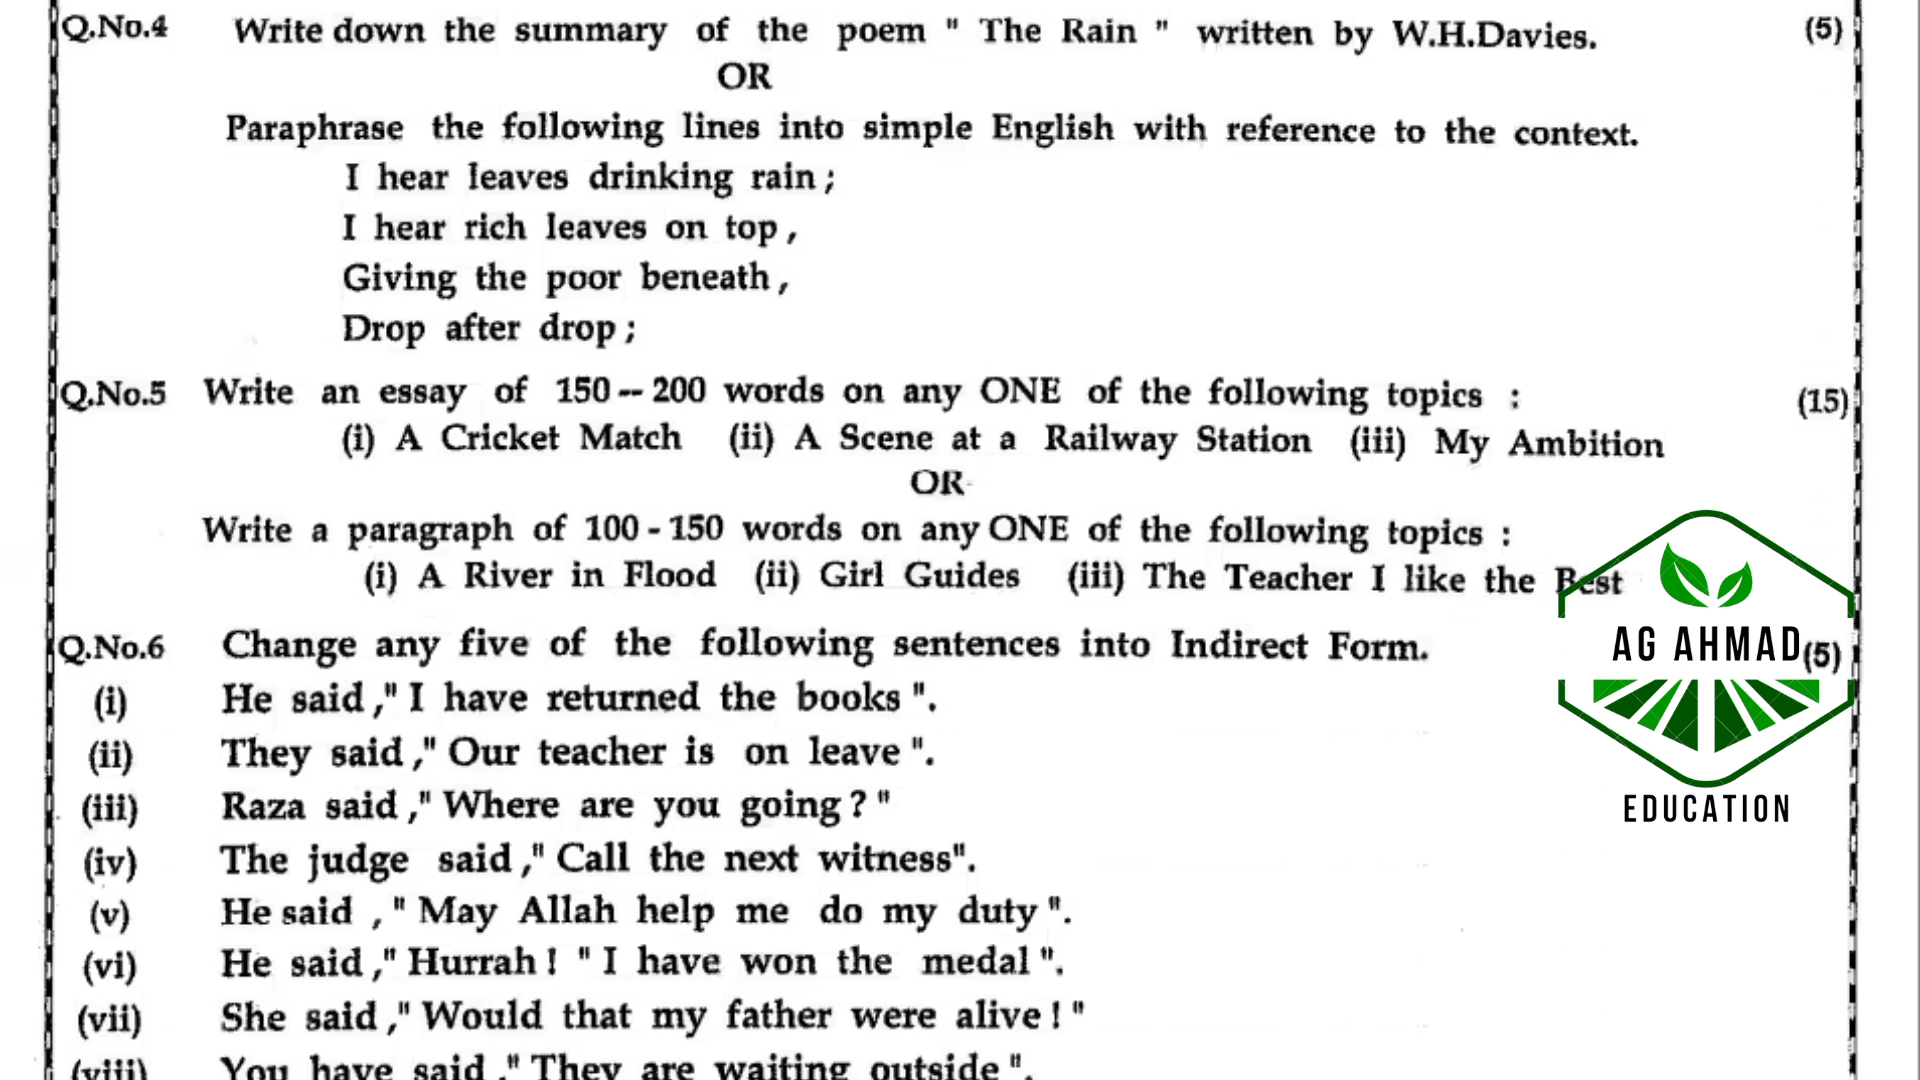 Q.No.4 Write down the summary of the poem " The Rain " written by W.H.Davies. (5)
OR
Paraphrase the following lines into simple English with reference to the context.
I hear leaves drinking rain ;
I hear rich leaves on top ,
Giving the poor beneath ,
Drop after drop ;
Q.No.5 Write an essay of 150 -- 200 words on any ONE of the following topics : (15)
(i) A Cricket Match (ii) A Scene at a Railway Station (iii) My Ambition
OR
Write a paragraph of 100 - 150 words on any ONE of the following topics :
(i) A River in Flood (ii) Girl Guides (iii) The Teacher I like the Best
Q.No.6 Change any five of the following sentences into Indirect Form. (5)
(i) He said ," I have returned the books ".
(ii) They said ," Our teacher is on leave ".
(iii) Raza said ," Where are you going ? "
(iv) The judge said ," Call the next witness".
(v) He said , " May Allah help me do my duty ".
(vi) He said ," Hurrah ! " I have won the medal ".
(vii) She said ," Would that my father were alive ! "
(viii) You have said ," They are waiting outside ".
AG AHMAD
EDUCATION